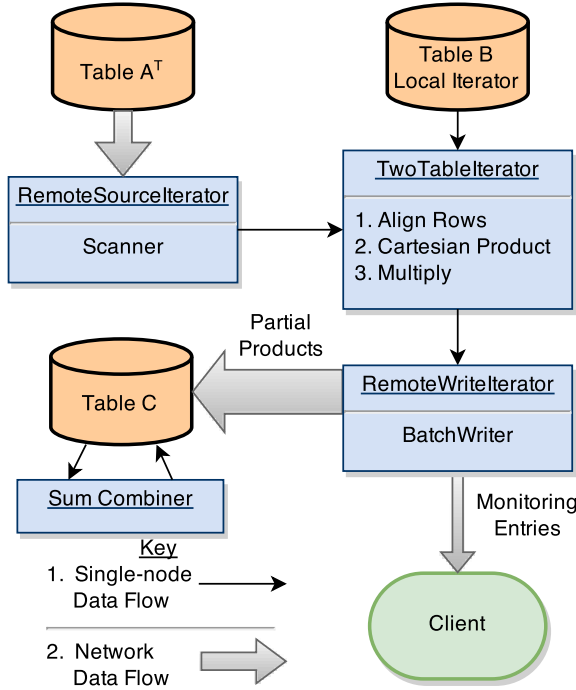 Table Aᵀ
Table B
Local Iterator
RemoteSourceIterator
Scanner
TwoTableIterator
1. Align Rows
2. Cartesian Product
3. Multiply
Partial
Products
Table C
RemoteWriteIterator
BatchWriter
Sum Combiner
Monitoring
Entries
Key
1. Single-node
Data Flow
2. Network
Data Flow
Client